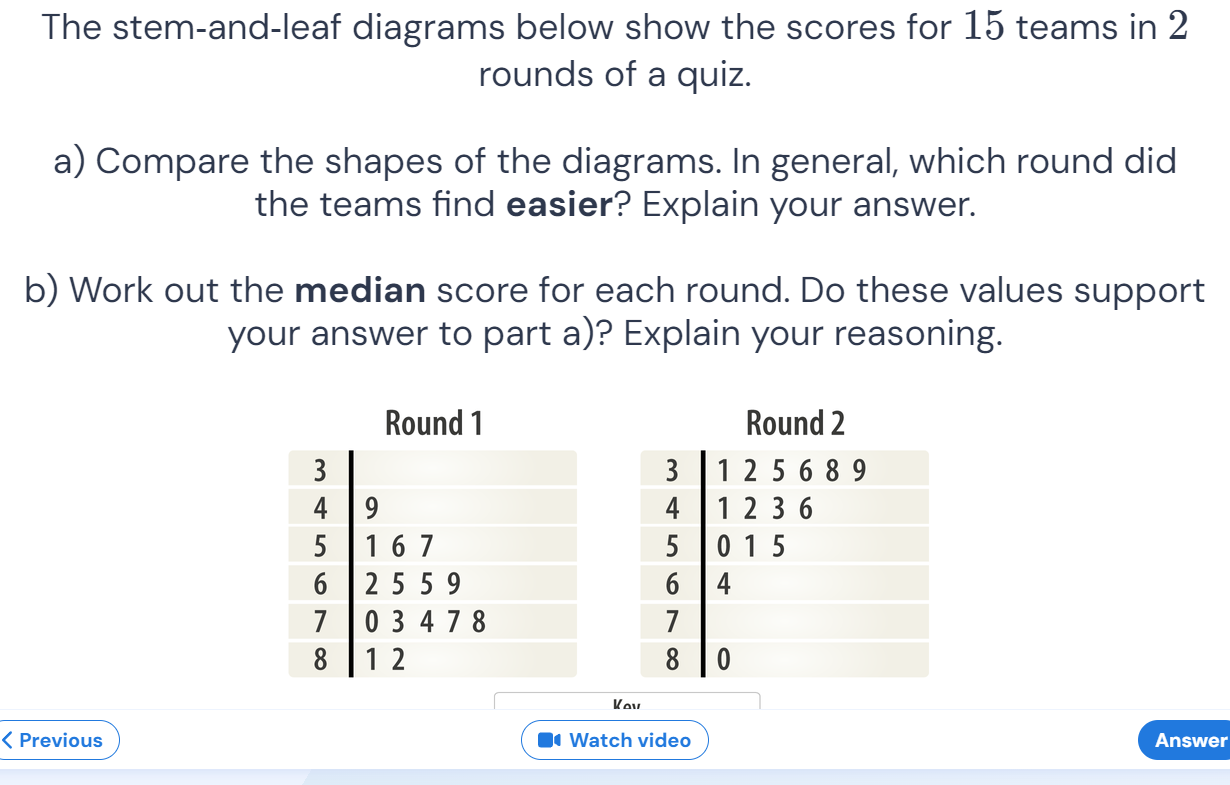 The stem-and-leaf diagrams below show the scores for 15 teams in 2
rounds of a quiz.
a) Compare the shapes of the diagrams. In general, which round did
the teams find easier? Explain your answer.
b) Work out the median score for each round. Do these values support
your answer to part a)? Explain your reasoning.
Round 1
3
4 9
5 1 6 7
6 2 5 5 9
7 0 3 4 7 8
8 1 2
Round 2
3 1 2 5 6 8 9
4 1 2 3 6
5 0 1 5
6 4
7
8 0
Key
< Previous
Watch video
Answer